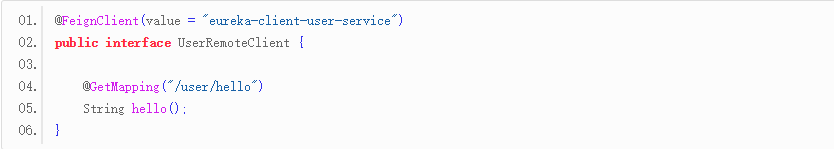 01. @FeignClient(value = "eureka-client-user-service")
02. public interface UserRemoteClient {
03.
04.     @GetMapping("/user/hello")
05.     String hello();
06. }